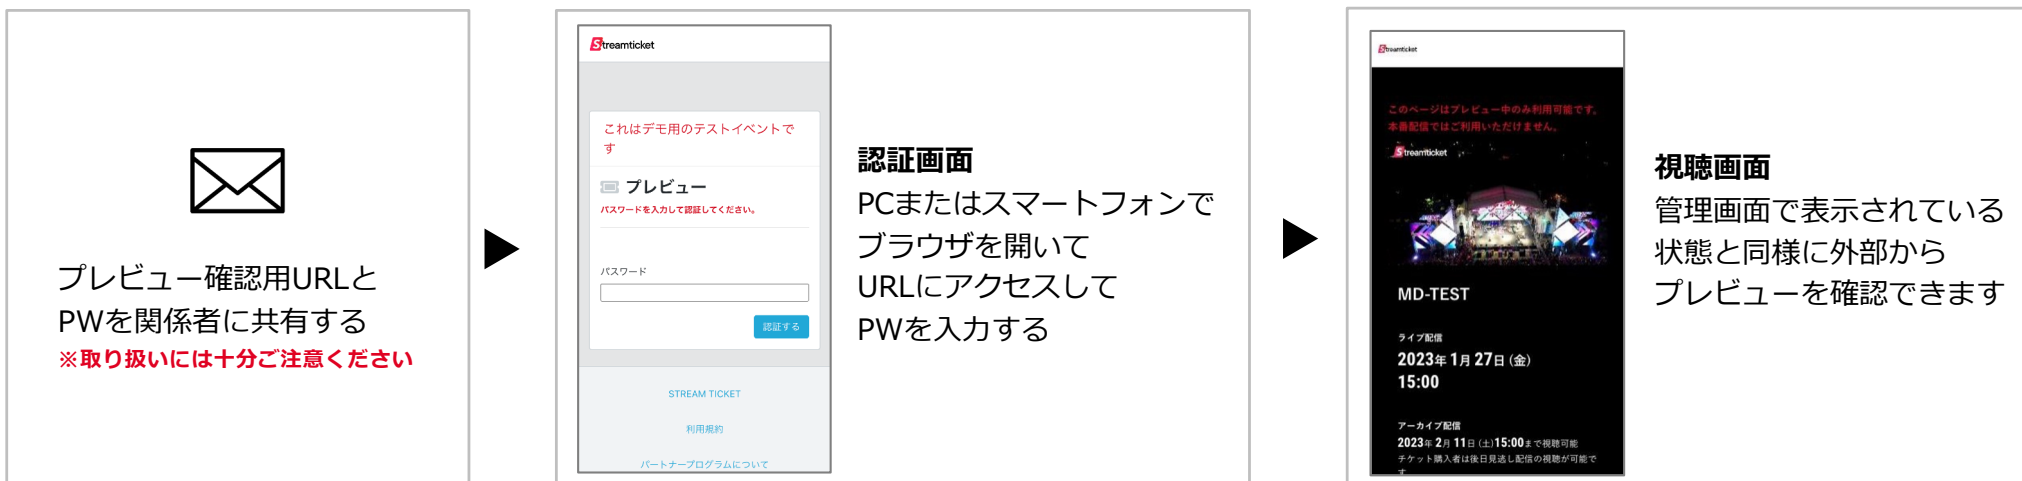 プレビュー確認用URLと
PWを関係者に共有する
※取り扱いには十分ご注意ください
Streamticket
これはデモ用のテストイベントで
す
プレビュー
パスワードを入力して認証してください。
パスワード
認証する
STREAM TICKET
利用規約
パートナープログラムについて
認証画面
PCまたはスマートフォンで
ブラウザを開いて
URLにアクセスして
PWを入力する
Streamticket
このページはプレビュー中のみ利用可能です。
本番配信ではご利用いただけません。
Streamticket
MD-TEST
ライブ配信
2023年 1月 27日 (金)
15:00
アーカイブ配信
2023年 2月 11日 (土)15:00まで視聴可能
チケット購入者は後日見逃し配信の視聴が可能で
す
視聴画面
管理画面で表示されている
状態と同様に外部から
プレビューを確認できます